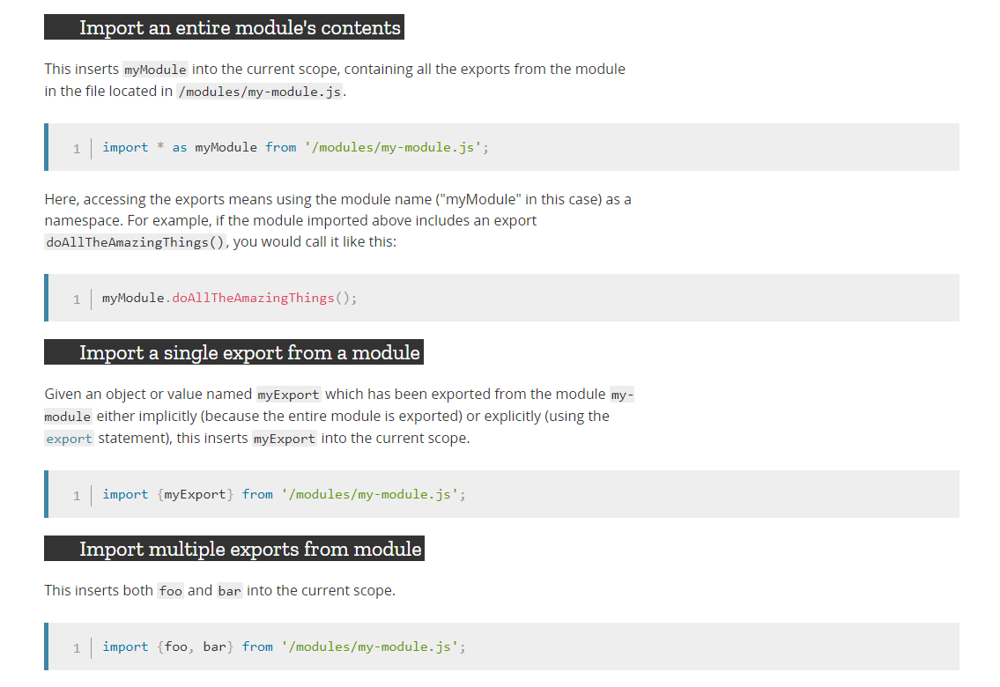 Import an entire module's contents
This inserts myModule into the current scope, containing all the exports from the module
in the file located in /modules/my-module.js.
1 import * as myModule from '/modules/my-module.js';
Here, accessing the exports means using the module name ("myModule" in this case) as a
namespace. For example, if the module imported above includes an export
doAllTheAmazingThings(), you would call it like this:
1 myModule.doAllTheAmazingThings();
Import a single export from a module
Given an object or value named myExport which has been exported from the module my-
module either implicitly (because the entire module is exported) or explicitly (using the
export statement), this inserts myExport into the current scope.
1 import {myExport} from '/modules/my-module.js';
Import multiple exports from module
This inserts both foo and bar into the current scope.
1 import {foo, bar} from '/modules/my-module.js';